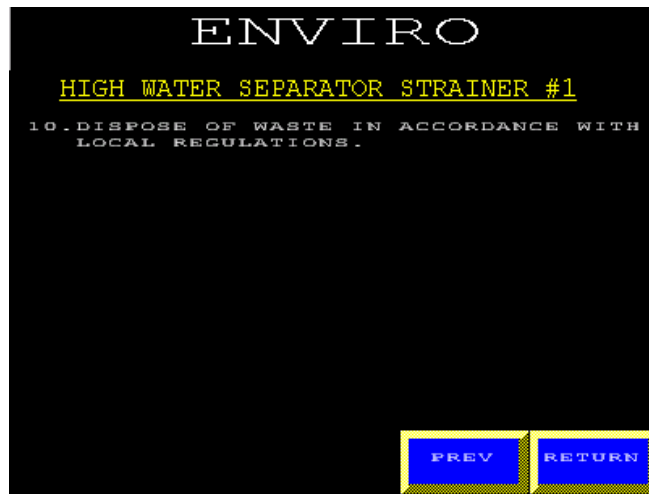 ENVIRO
HIGH WATER SEPARATOR STRAINER #1
10.DISPOSE OF WASTE IN ACCORDANCE WITH
LOCAL REGULATIONS.
PREV
RETURN